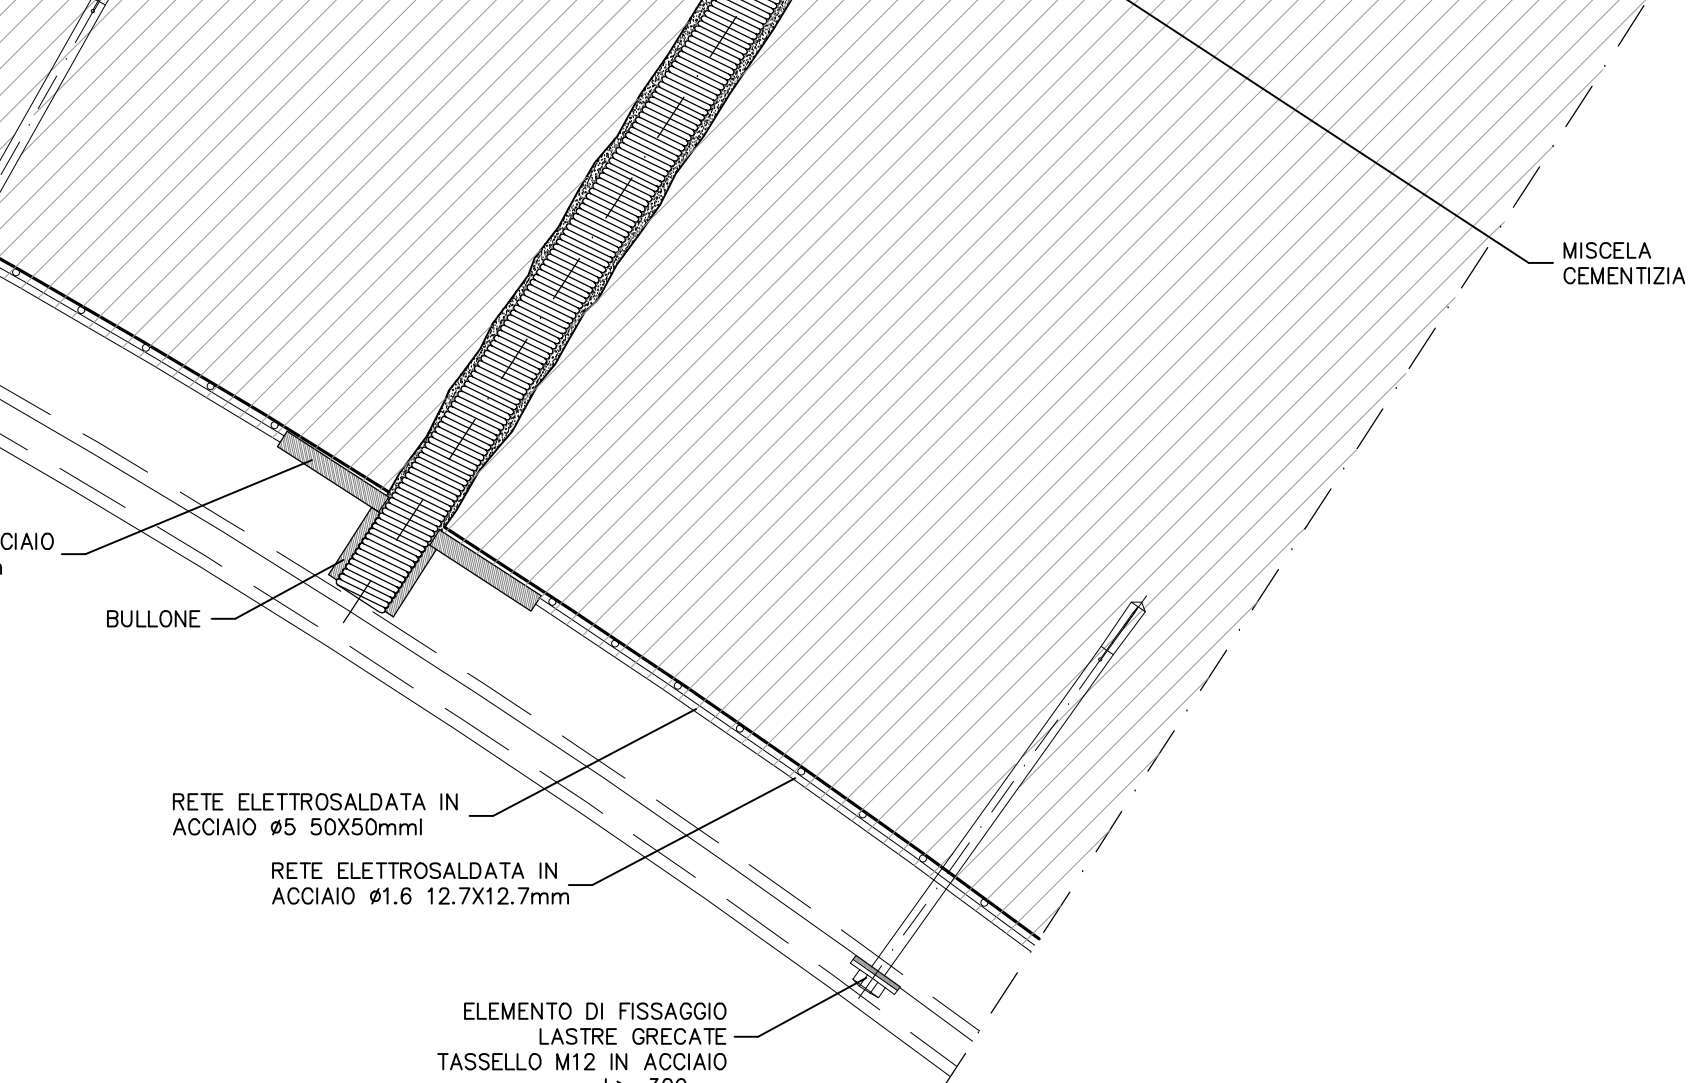 MISCELA
CEMENTIZIA
CIAIO
BULLONE
RETE ELETTROSALDATA IN
ACCIAIO Ø5 50X50mml
RETE ELETTROSALDATA IN
ACCIAIO Ø1.6 12.7X12.7mm
ELEMENTO DI FISSAGGIO
LASTRE GRECATE
TASSELLO M12 IN ACCIAIO